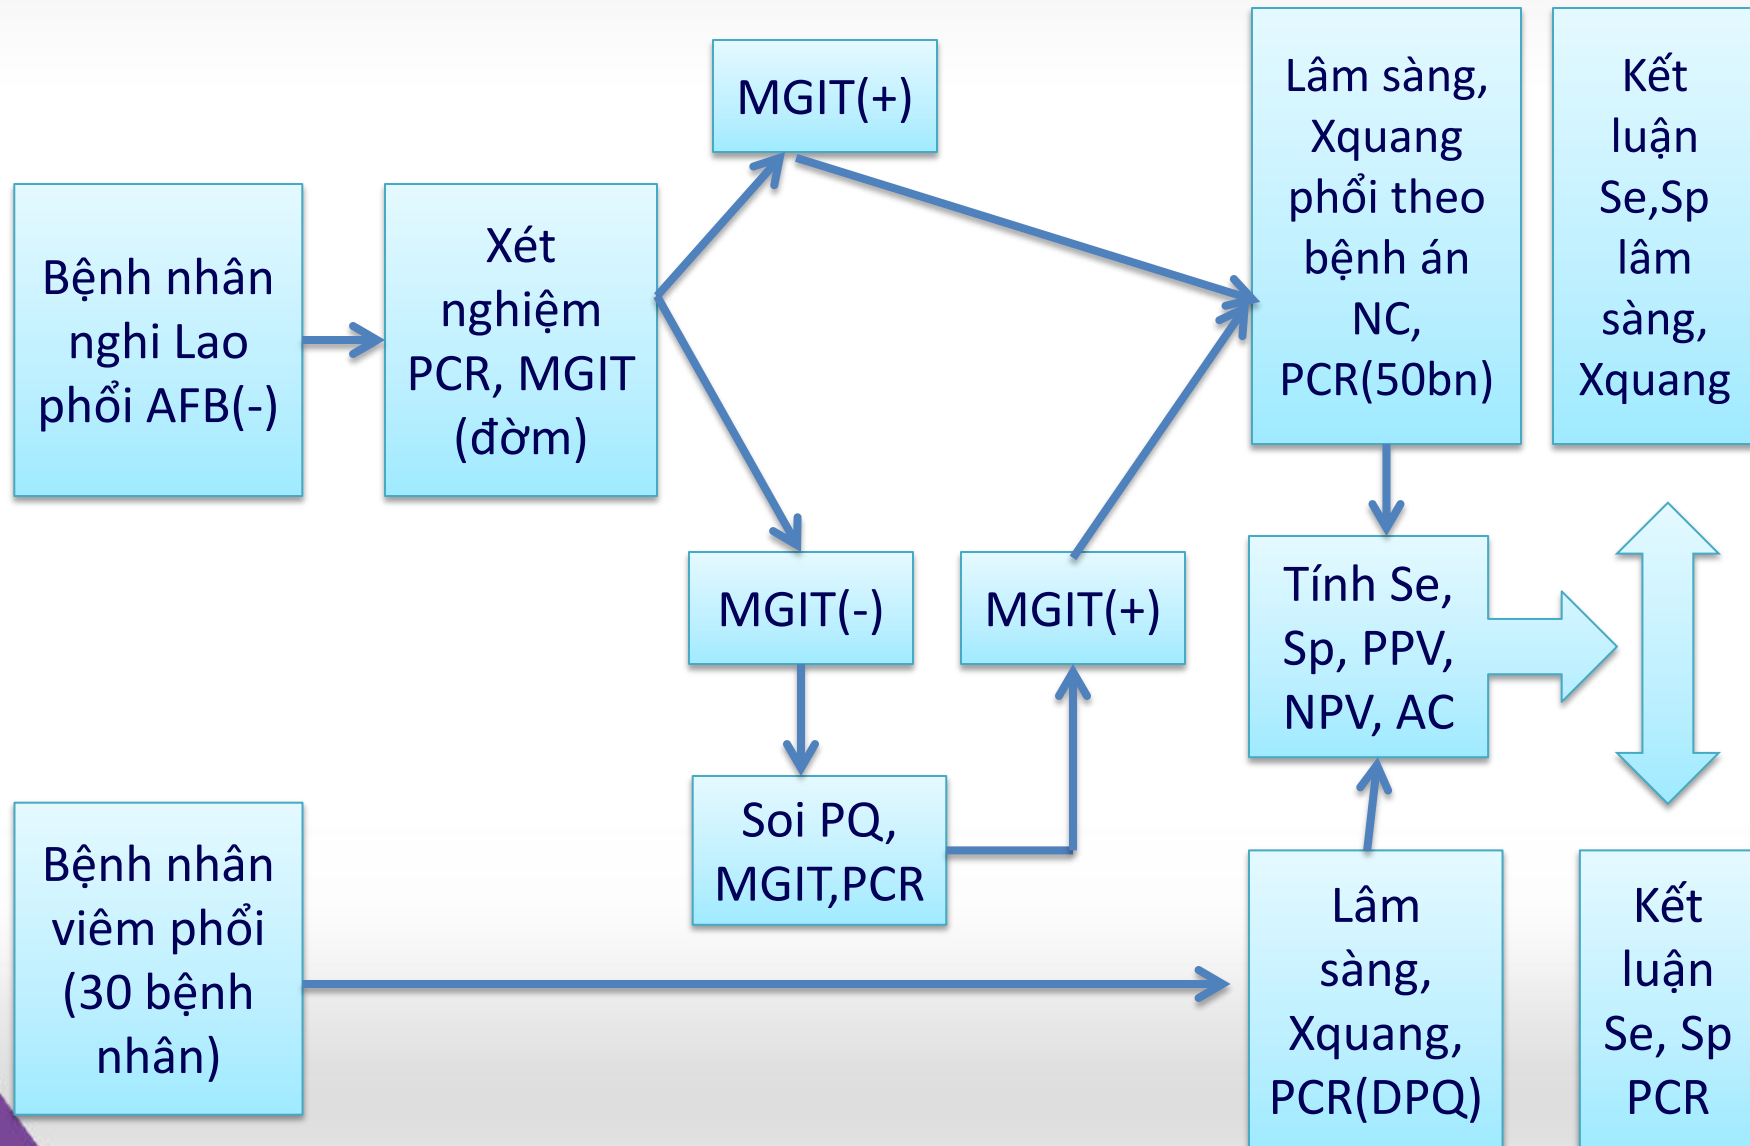 Bệnh nhân
nghi Lao
phổi AFB(-)
Xét
nghiệm
PCR, MGIT
(đờm)
MGIT(+)
MGIT(-)
Soi PQ,
MGIT,PCR
MGIT(+)
Lâm sàng,
Xquang
phổi theo
bệnh án
NC,
PCR(50bn)
Kết
luận
Se,Sp
lâm
sàng,
Xquang
Tính Se,
Sp, PPV,
NPV, AC
Bệnh nhân
viêm phổi
(30 bệnh
nhân)
Lâm
sàng,
Xquang,
PCR(DPQ)
Kết
luận
Se, Sp
PCR